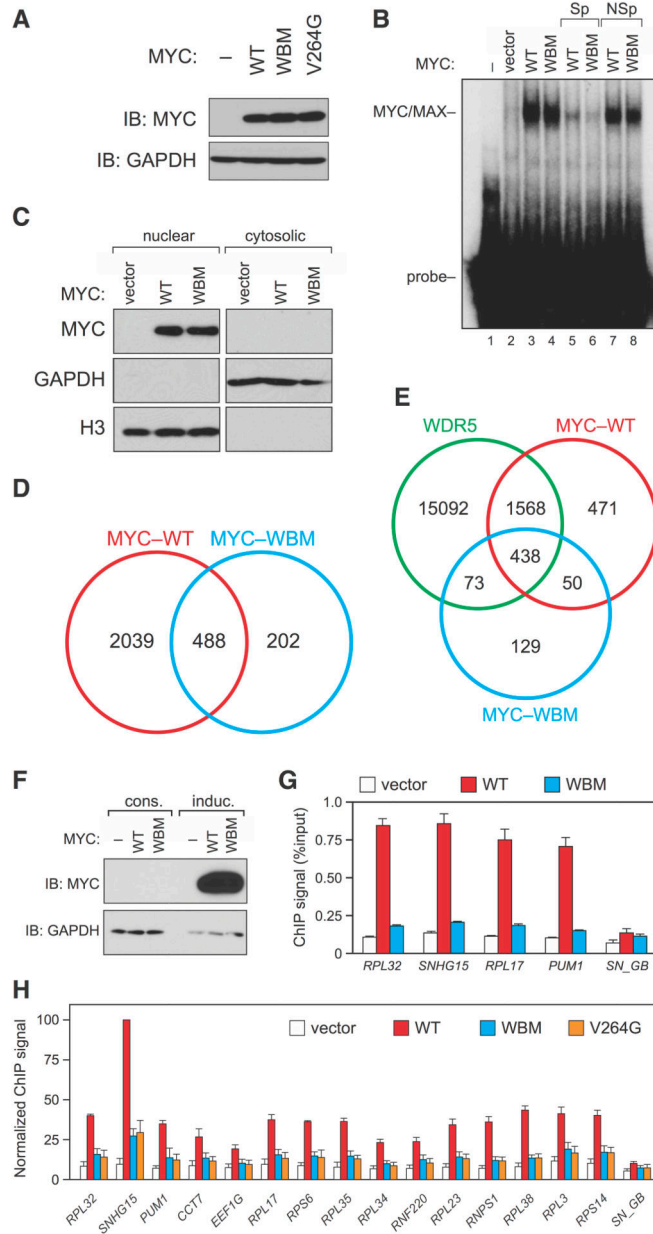 A
MYC: – WT WBM V264G
IB: MYC
IB: GAPDH
B
Sp NSp
MYC: – vector WT WBM WT WBM WT WBM
MYC/MAX–
probe–
1 2 3 4 5 6 7 8
C
nuclear cytosolic
MYC: vector WT WBM vector WT WBM
MYC
GAPDH
H3
D
MYC–WT MYC–WBM
2039 488 202
E
WDR5 MYC–WT
15092 1568 471
438
73 50
129
MYC–WBM
F
cons. induc.
MYC: – WT WBM – WT WBM
IB: MYC
IB: GAPDH
G
vector WT WBM
ChIP signal (%input)
1.0
0.75
0.5
0.25
0
RPL32 SNHG15 RPL17 PUM1 SN_GB
H
vector WT WBM V264G
Normalized ChIP signal
100
75
50
25
0
RPL32 SNHG15 PUM1 CCT7 EEF1G RPL17 RPS6 RPL35 RPL34 RNF220 RPL23 RNPS1 RPL38 RPL3 RPS14 SN_GB